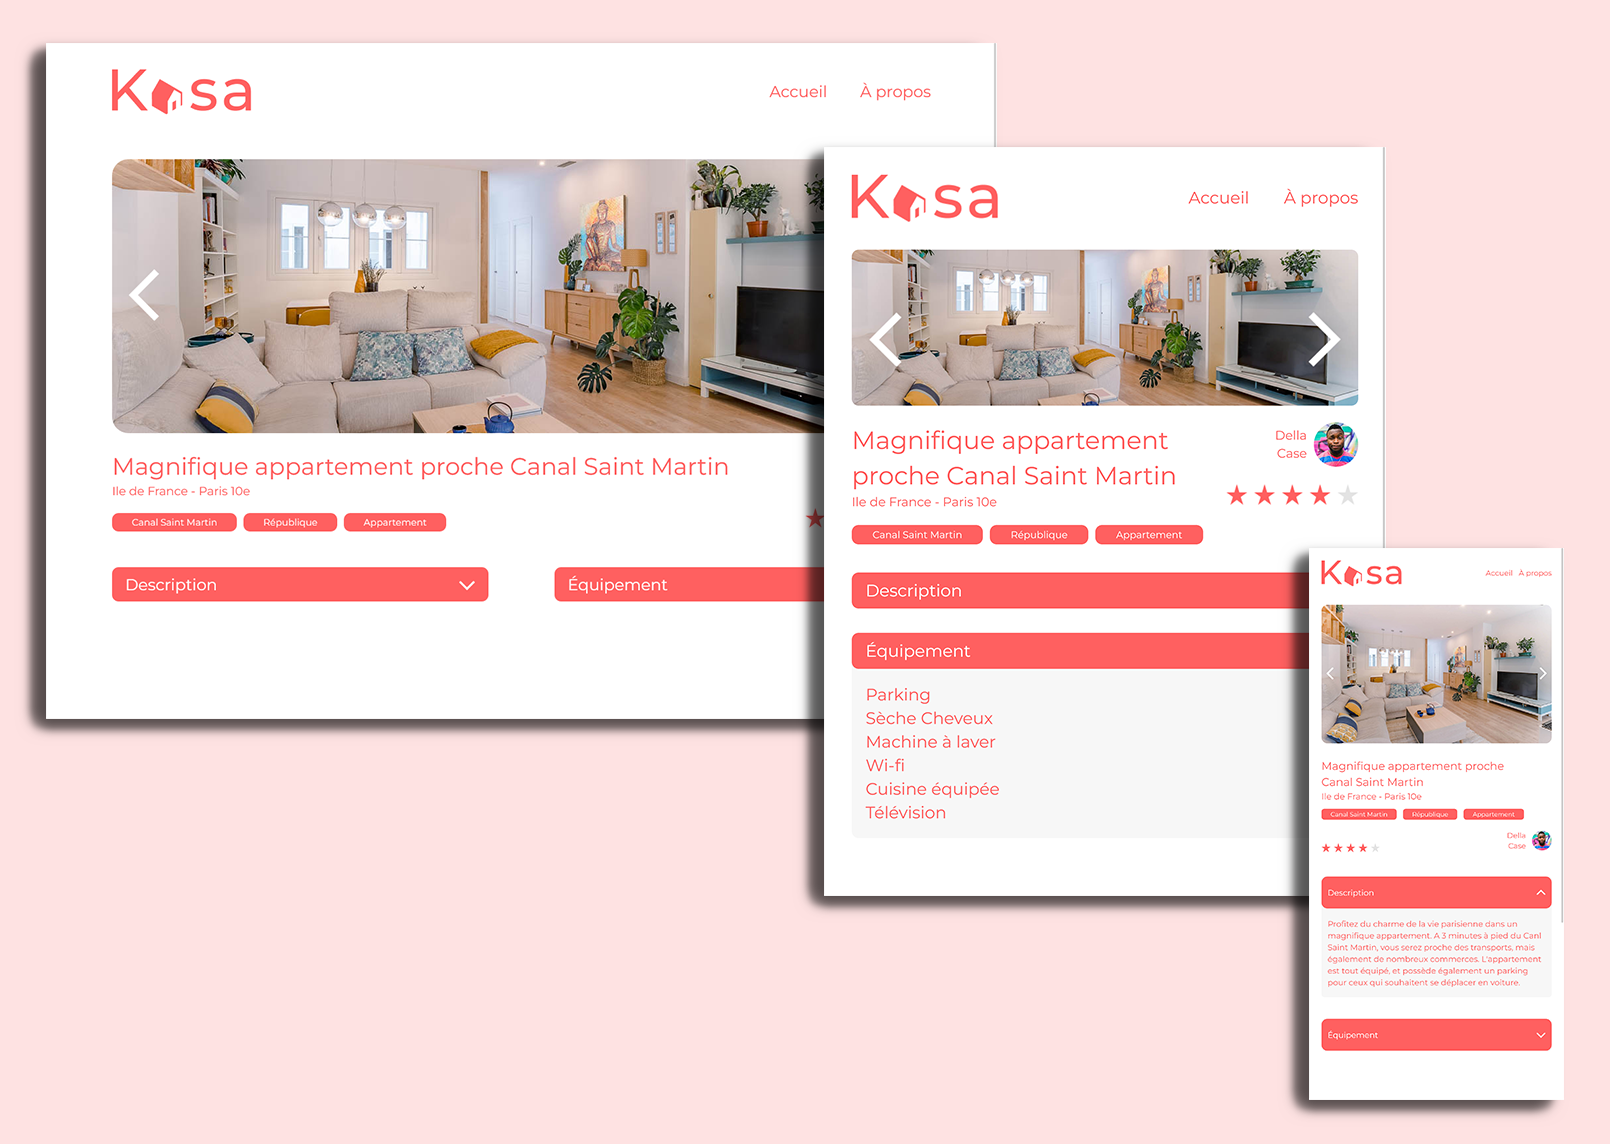 Kasa
Accueil À propos
Magnifique appartement proche Canal Saint Martin
Ile de France - Paris 10e
Canal Saint Martin République Appartement
Description Équipement
Kasa
Accueil À propos
Magnifique appartement
proche Canal Saint Martin
Ile de France - Paris 10e
Della
Case
Canal Saint Martin République Appartement
Description
Équipement
Parking
Sèche Cheveux
Machine à laver
Wi-fi
Cuisine équipée
Télévision
Kasa
Accueil À propos
Magnifique appartement proche
Canal Saint Martin
Ile de France - Paris 10e
Canal Saint Martin République Appartement
Della
Case
Description
Profitez du charme de la vie parisienne dans un
magnifique appartement. A 3 minutes à pied du Canl
Saint Martin, vous serez proche des transports, mais
également de nombreux commerces. L'appartement
est tout équipé, et possède également un parking
pour ceux qui souhaitent se déplacer en voiture.
Équipement